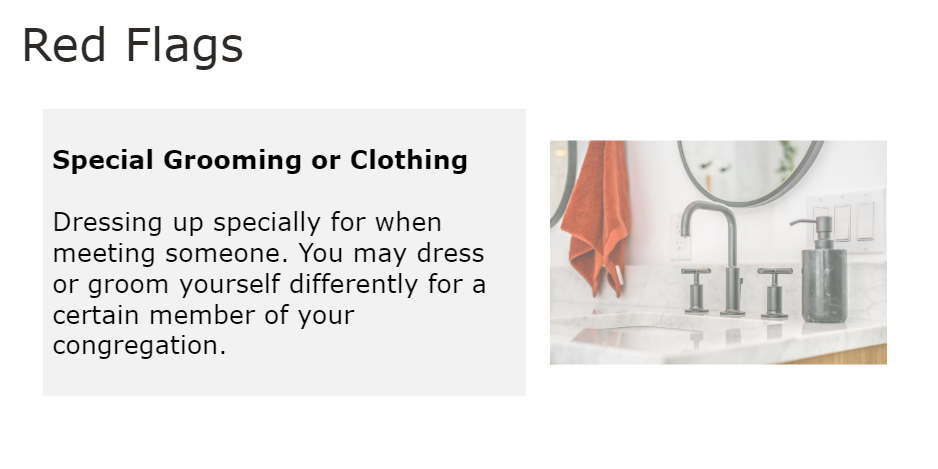 Red Flags
Special Grooming or Clothing
Dressing up specially for when
meeting someone. You may dress
or groom yourself differently for a
certain member of your
congregation.